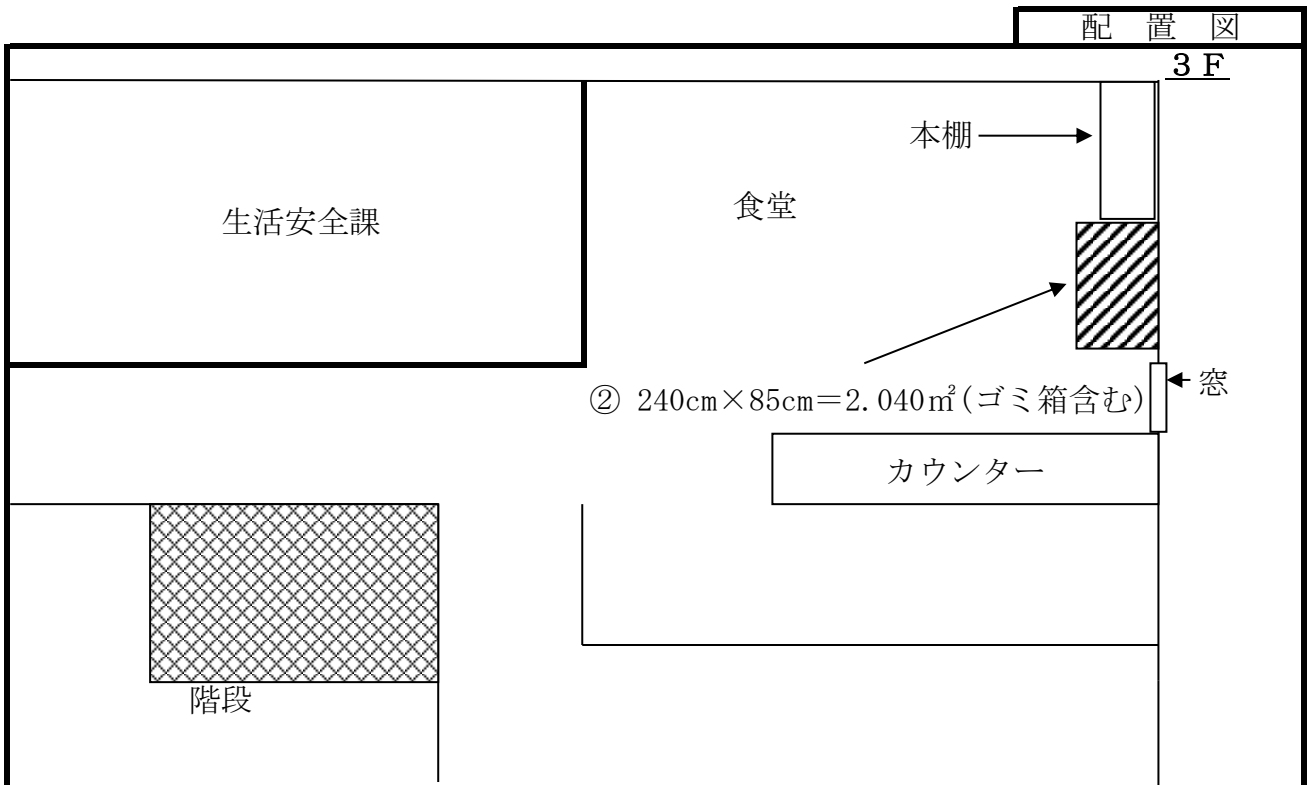 配 置 図
３Ｆ
本棚
食堂
生活安全課
② 240cm×85cm＝2.040㎡(ゴミ箱含む)
窓
カウンター
階段